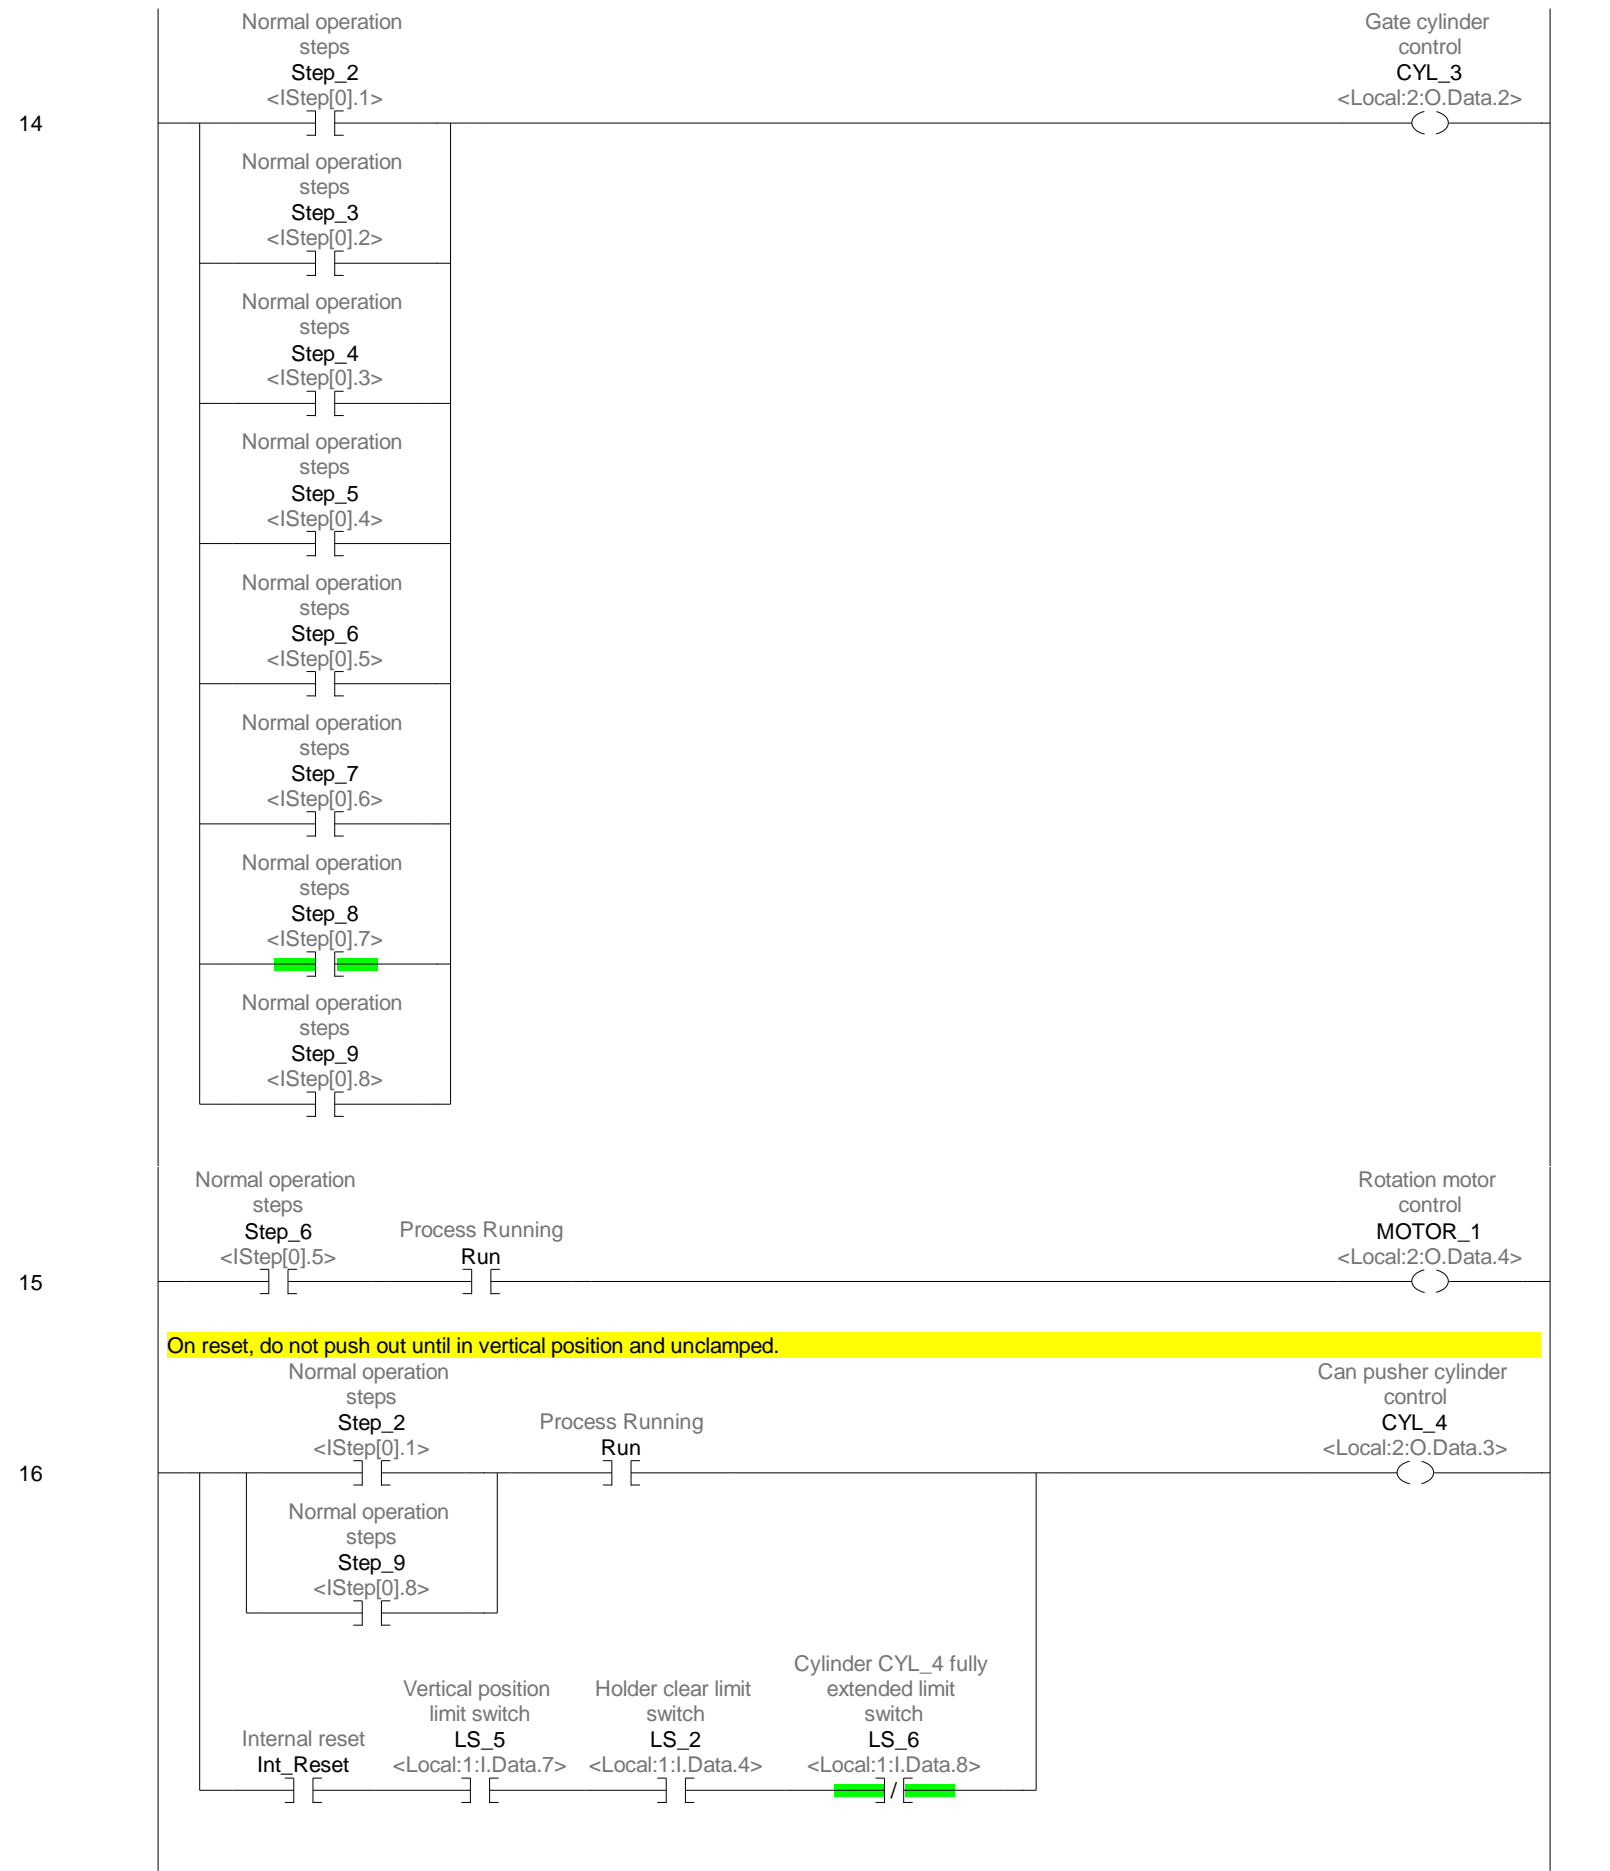 Normal operation
steps
Step_2
<IStep[0].1>
Gate cylinder
control
CYL_3
<Local:2:O.Data.2>
14
Normal operation
steps
Step_3
<IStep[0].2>
Normal operation
steps
Step_4
<IStep[0].3>
Normal operation
steps
Step_5
<IStep[0].4>
Normal operation
steps
Step_6
<IStep[0].5>
Normal operation
steps
Step_7
<IStep[0].6>
Normal operation
steps
Step_8
<IStep[0].7>
Normal operation
steps
Step_9
<IStep[0].8>
Normal operation
steps
Step_6
<IStep[0].5>
Process Running
Run
Rotation motor
control
MOTOR_1
<Local:2:O.Data.4>
15
On reset, do not push out until in vertical position and unclamped.
Normal operation
steps
Step_2
<IStep[0].1>
Process Running
Run
Can pusher cylinder
control
CYL_4
<Local:2:O.Data.3>
16
Normal operation
steps
Step_9
<IStep[0].8>
Internal reset
Int_Reset
Vertical position
limit switch
LS_5
<Local:1:I.Data.7>
Holder clear limit
switch
LS_2
<Local:1:I.Data.4>
Cylinder CYL_4 fully
extended limit
switch
LS_6
<Local:1:I.Data.8>
/